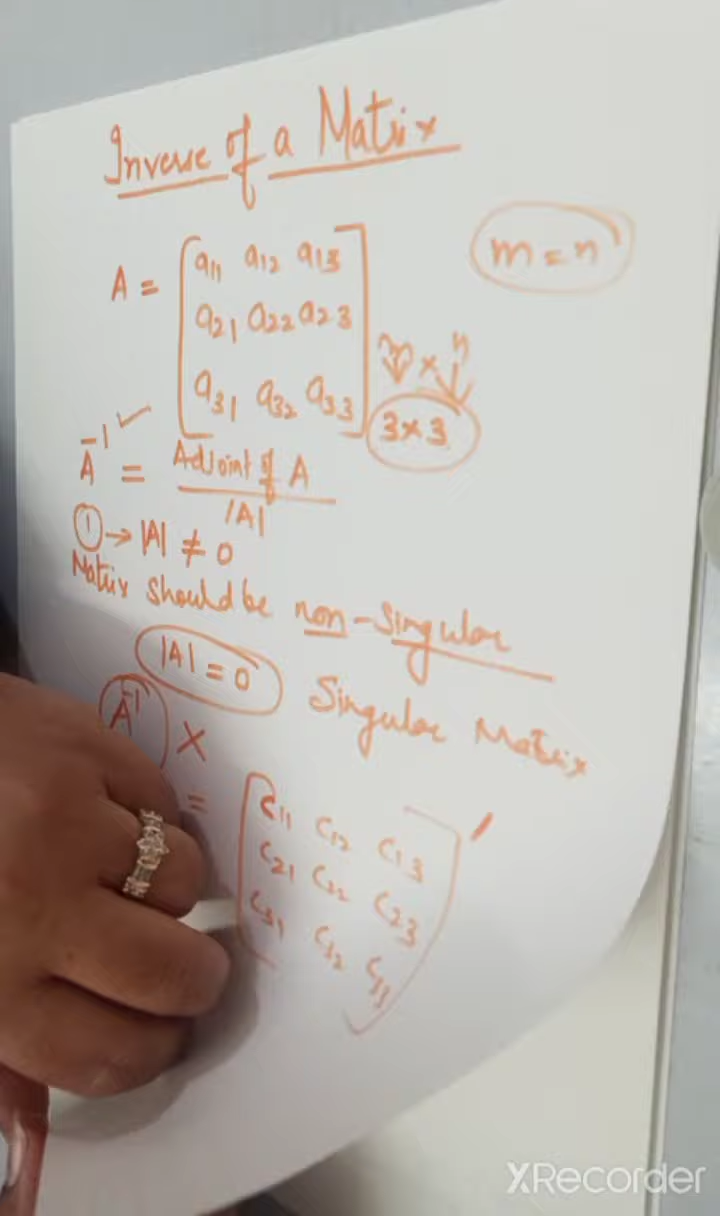 Inverse of a Matrix
m = n
A = [ a11 a12 a13
a21 a22 a23
a31 a32 a33 ]
m × n
3×3
A⁻¹ ✓ = Adjoint of A
|A|
① → |A| ≠ 0
Matrix should be non-Singular
|A| = 0 Singular Matrix
A⁻¹ ×
= [ C11 C12 C13
C21 C22 C23
C31 C32 C33 ] ′
XRecorder